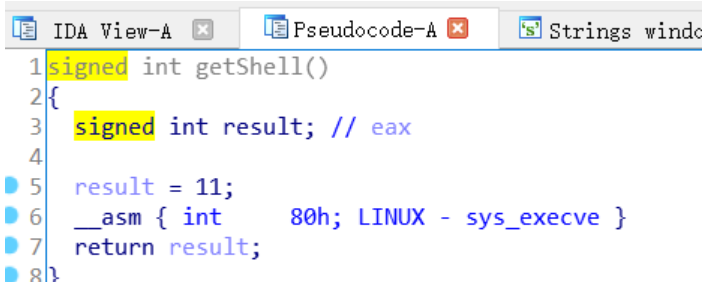 IDA View-A Pseudocode-A Strings windo
1 signed int getShell()
2 {
3 signed int result; // eax
4
5 result = 11;
6 __asm { int 80h; LINUX - sys_execve }
7 return result;
8 }